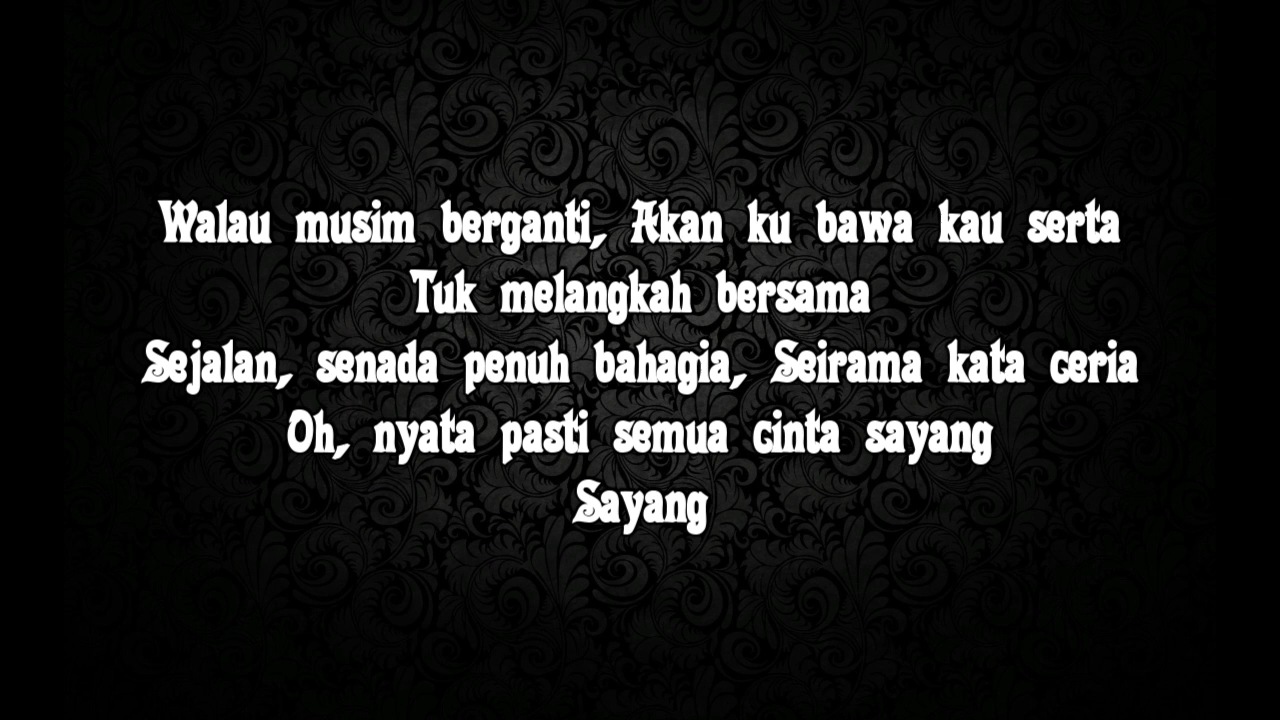 Walau musim berganti, Akan ku bawa kau serta
Tuk melangkah bersama
Sejalan, senada penuh bahagia, Seirama kata ceria
Oh, nyata pasti semua cinta sayang
Sayang